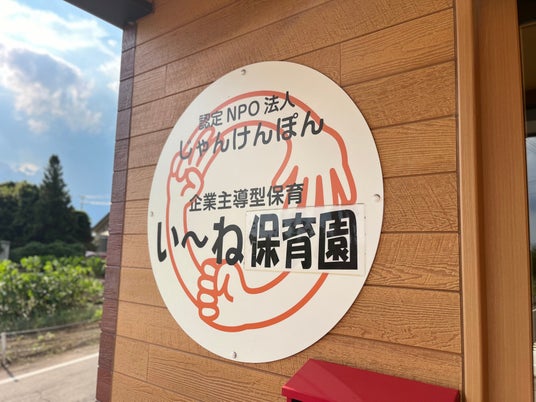 認定NPO法人
じゃんけんぽん
企業主導型保育
い〜ね保育園